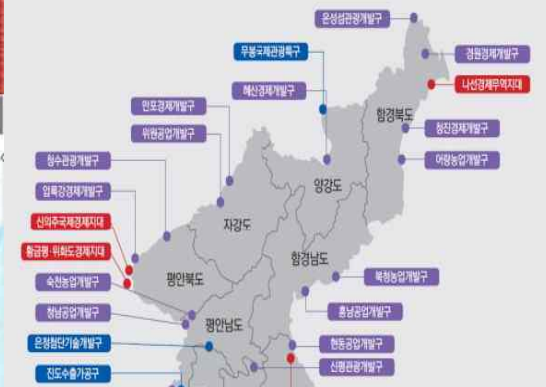 온성섬관광개발구
무봉국제관광특구
경원경제개발구
혜산경제개발구
나선경제무역지대
만포경제개발구
함경북도
위원공업개발구
청진경제개발구
청수관광개발구
어랑농업개발구
압록강경제개발구
양강도
신의주국제경제지대
자강도
황금평·위화도경제지대
함경남도
숙천농업개발구
평안북도
북청농업개발구
청남공업개발구
흥남공업개발구
평안남도
은정첨단기술개발구
현동공업개발구
신평관광개발구
진도수출가공구